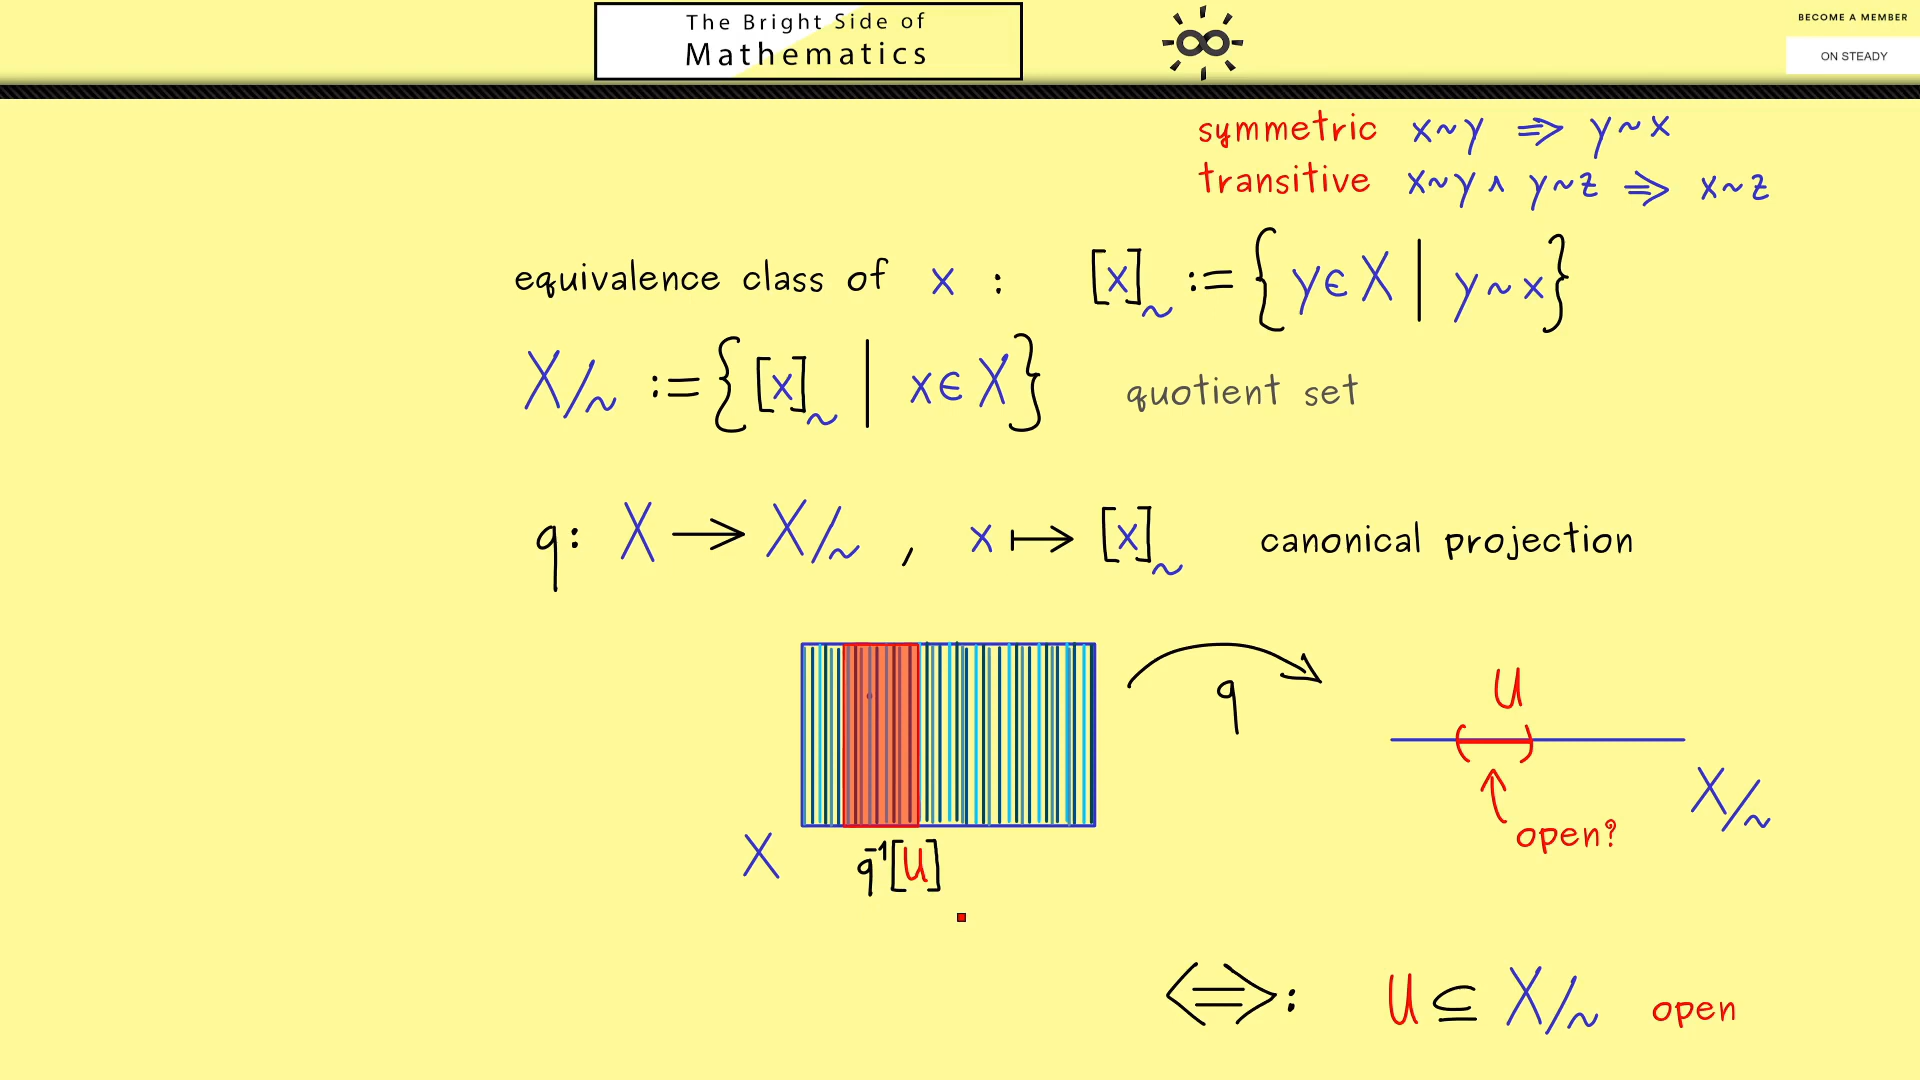 The Bright Side of
Mathematics
BECOME A MEMBER
ON STEADY
symmetric x~y ⇒ y~x
transitive x~y ∧ y~z ⇒ x~z
equivalence class of x : [x]~ := { y∈X | y~x }
X/~ := { [x]~ | x∈X } quotient set
q: X → X/~ , x ↦ [x]~ canonical projection
q
U
X/~
open?
X
q⁻¹[U]
⟺: U ⊆ X/~ open